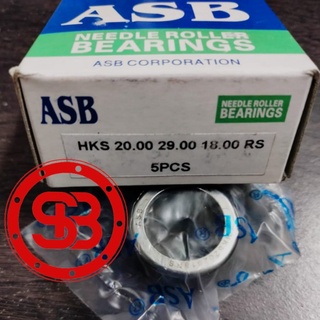 ASB
NEEDLE ROLLER
BEARINGS
ASB CORPORATION
ASB
NEEDLE ROLLER
BEARINGS
HKS 20.00 29.00 18.00 RS
5PCS
SB